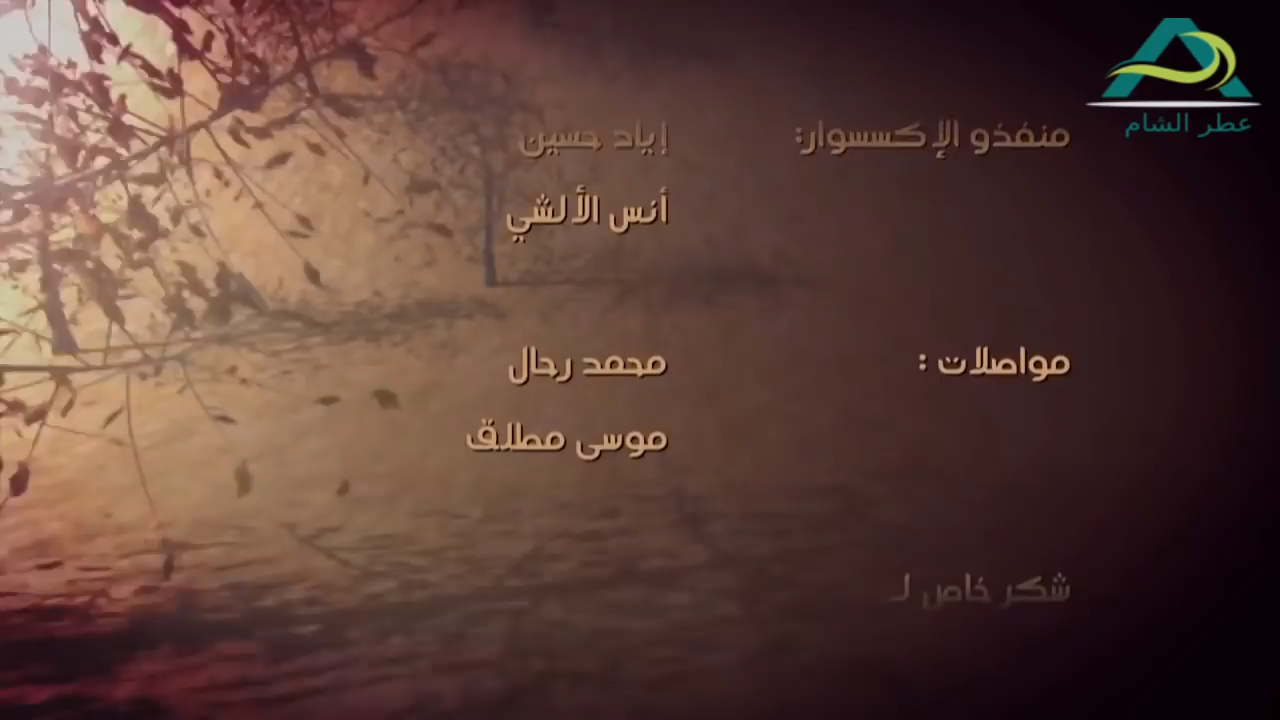 عطر الشام
منفذو الإكسسوار: إياد حسين
أنس الألشي
مواصلات : محمد رحال
موسى مطلق
شكر خاص لـ